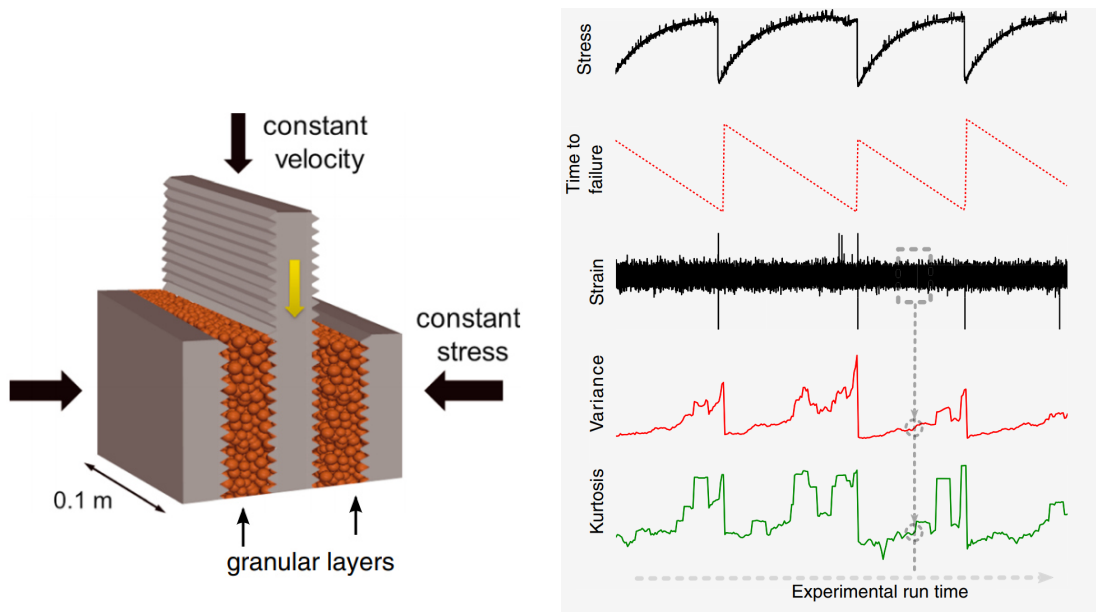 constant
velocity
constant
stress
0.1 m
granular layers
Stress
Time to
failure
Strain
Variance
Kurtosis
Experimental run time